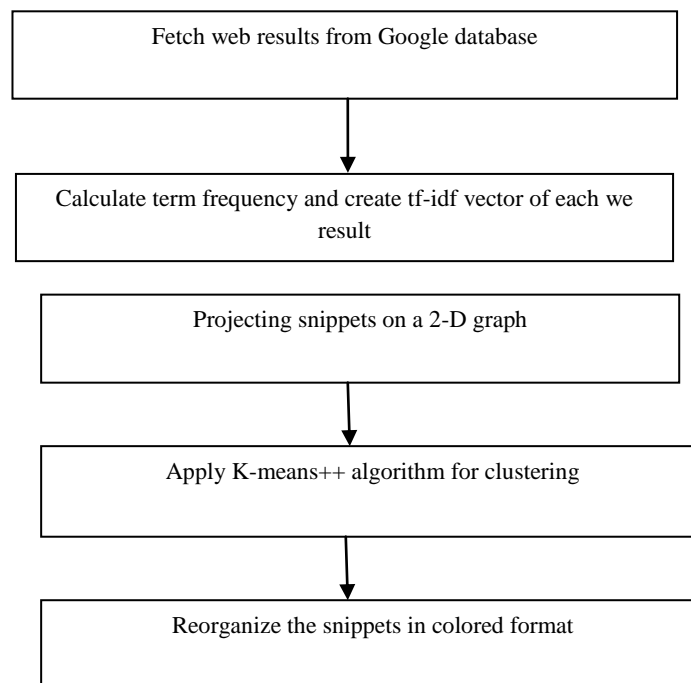 Fetch web results from Google database
Calculate term frequency and create tf-idf vector of each we
result
Projecting snippets on a 2-D graph
Apply K-means++ algorithm for clustering
Reorganize the snippets in colored format